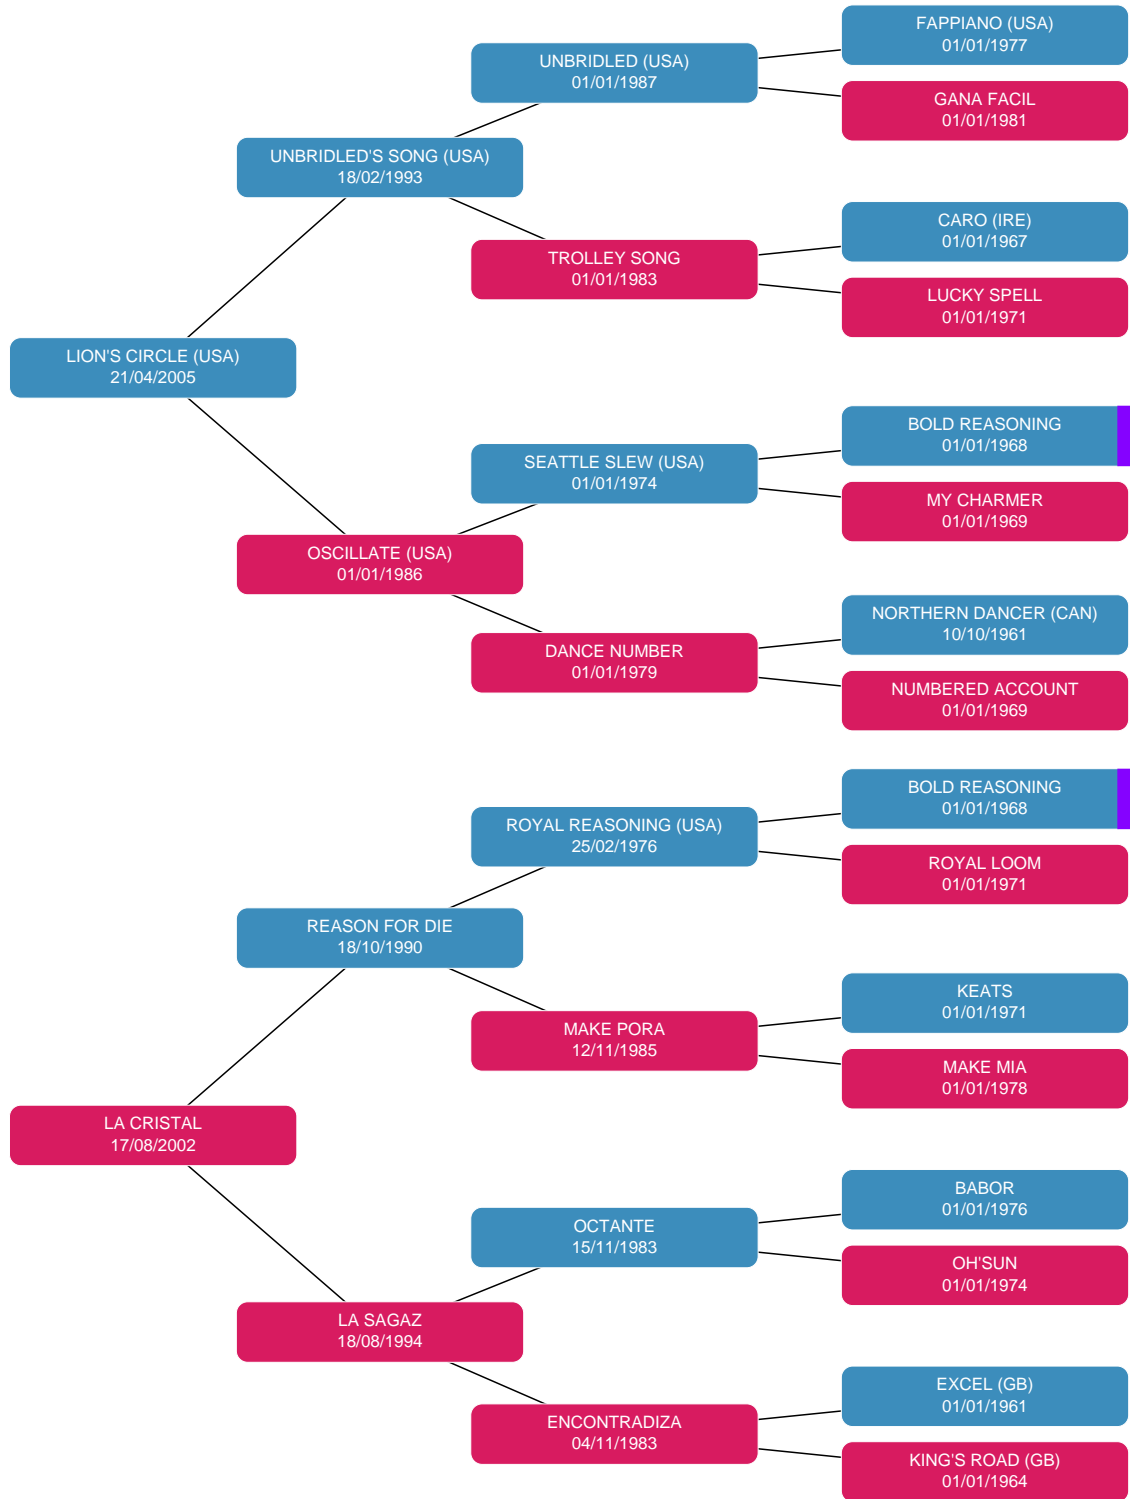 FAPPIANO (USA)
01/01/1977
UNBRIDLED (USA)
01/01/1987
GANA FACIL
01/01/1981
UNBRIDLED'S SONG (USA)
18/02/1993
CARO (IRE)
01/01/1967
TROLLEY SONG
01/01/1983
LUCKY SPELL
01/01/1971
LION'S CIRCLE (USA)
21/04/2005
BOLD REASONING
01/01/1968
SEATTLE SLEW (USA)
01/01/1974
MY CHARMER
01/01/1969
OSCILLATE (USA)
01/01/1986
NORTHERN DANCER (CAN)
10/10/1961
DANCE NUMBER
01/01/1979
NUMBERED ACCOUNT
01/01/1969
BOLD REASONING
01/01/1968
ROYAL REASONING (USA)
25/02/1976
ROYAL LOOM
01/01/1971
REASON FOR DIE
18/10/1990
KEATS
01/01/1971
MAKE PORA
12/11/1985
MAKE MIA
01/01/1978
LA CRISTAL
17/08/2002
BABOR
01/01/1976
OCTANTE
15/11/1983
OH'SUN
01/01/1974
LA SAGAZ
18/08/1994
EXCEL (GB)
01/01/1961
ENCONTRADIZA
04/11/1983
KING'S ROAD (GB)
01/01/1964